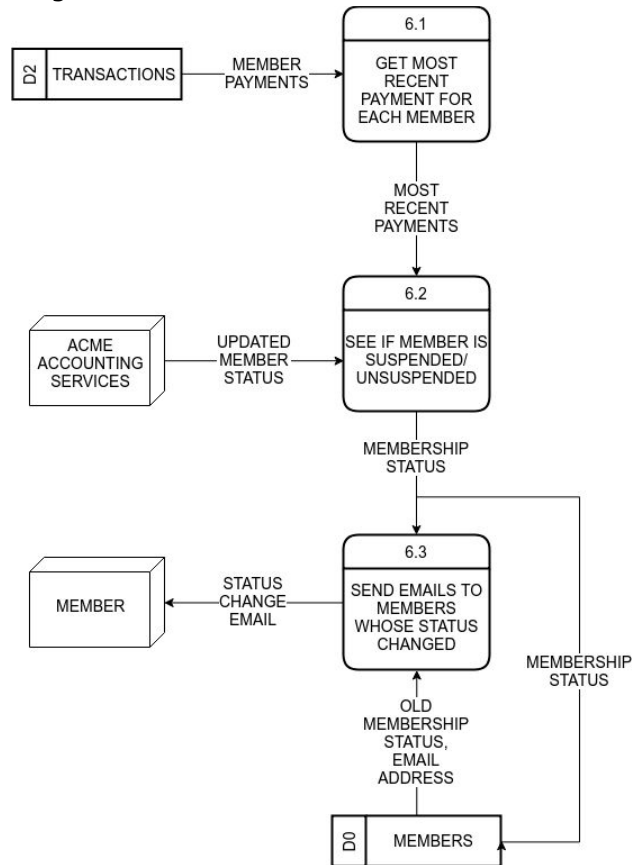 6.1
D2
TRANSACTIONS
MEMBER
PAYMENTS
GET MOST
RECENT
PAYMENT FOR
EACH MEMBER
MOST
RECENT
PAYMENTS
6.2
ACME
ACCOUNTING
SERVICES
UPDATED
MEMBER
STATUS
SEE IF MEMBER IS
SUSPENDED/
UNSUSPENDED
MEMBERSHIP
STATUS
6.3
MEMBER
STATUS
CHANGE
EMAIL
SEND EMAILS TO
MEMBERS
WHOSE STATUS
CHANGED
MEMBERSHIP
STATUS
OLD
MEMBERSHIP
STATUS,
EMAIL
ADDRESS
D0
MEMBERS